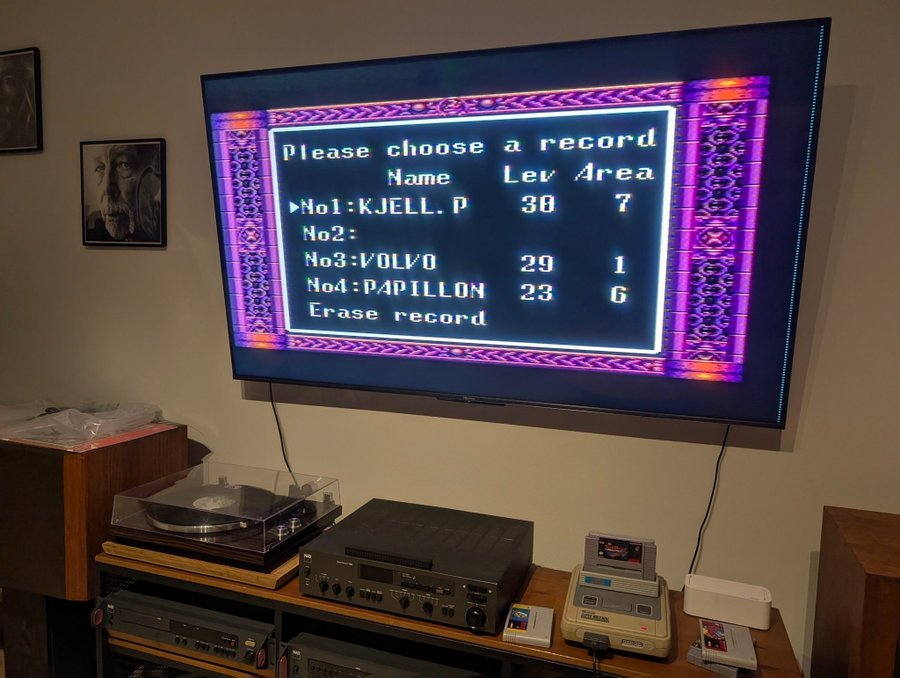 Please choose a record
Name Lev Area
▶No1:KJELL.P 30 7
No2:
No3:VOLVO 29 1
No4:PAPILLON 23 6
Erase record
NAD